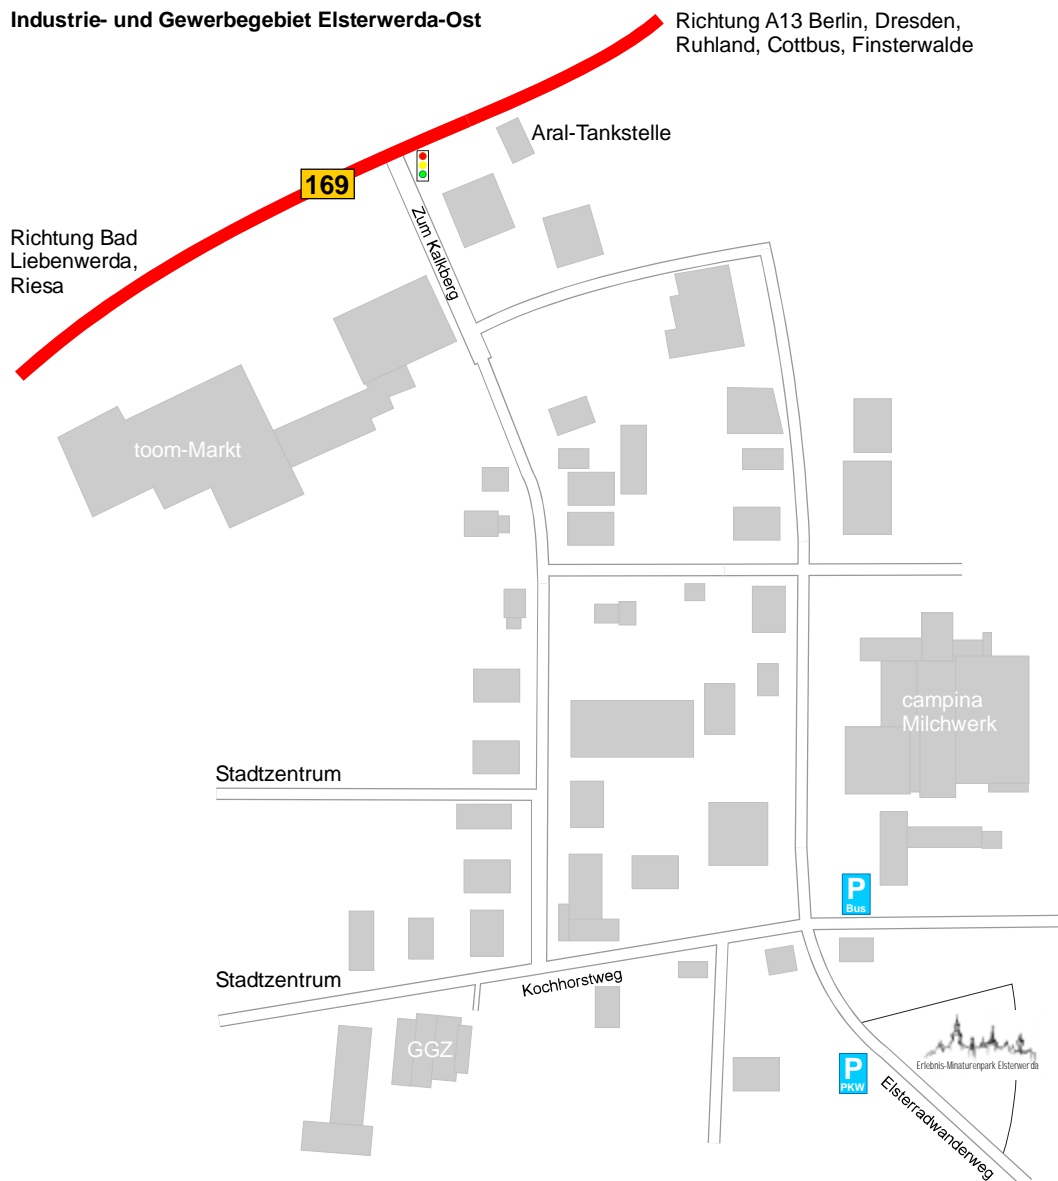 Industrie- und Gewerbegebiet Elsterwerda-Ost
Richtung A13 Berlin, Dresden,
Ruhland, Cottbus, Finsterwalde
Aral-Tankstelle
169
Zum Kalkberg
Richtung Bad
Liebenwerda,
Riesa
toom-Markt
campina
Milchwerk
Stadtzentrum
P
Bus
Stadtzentrum
Kochhorstweg
GGZ
Erlebnis-Minaturenpark Elsterwerda
P
PKW
Elsterradwanderweg